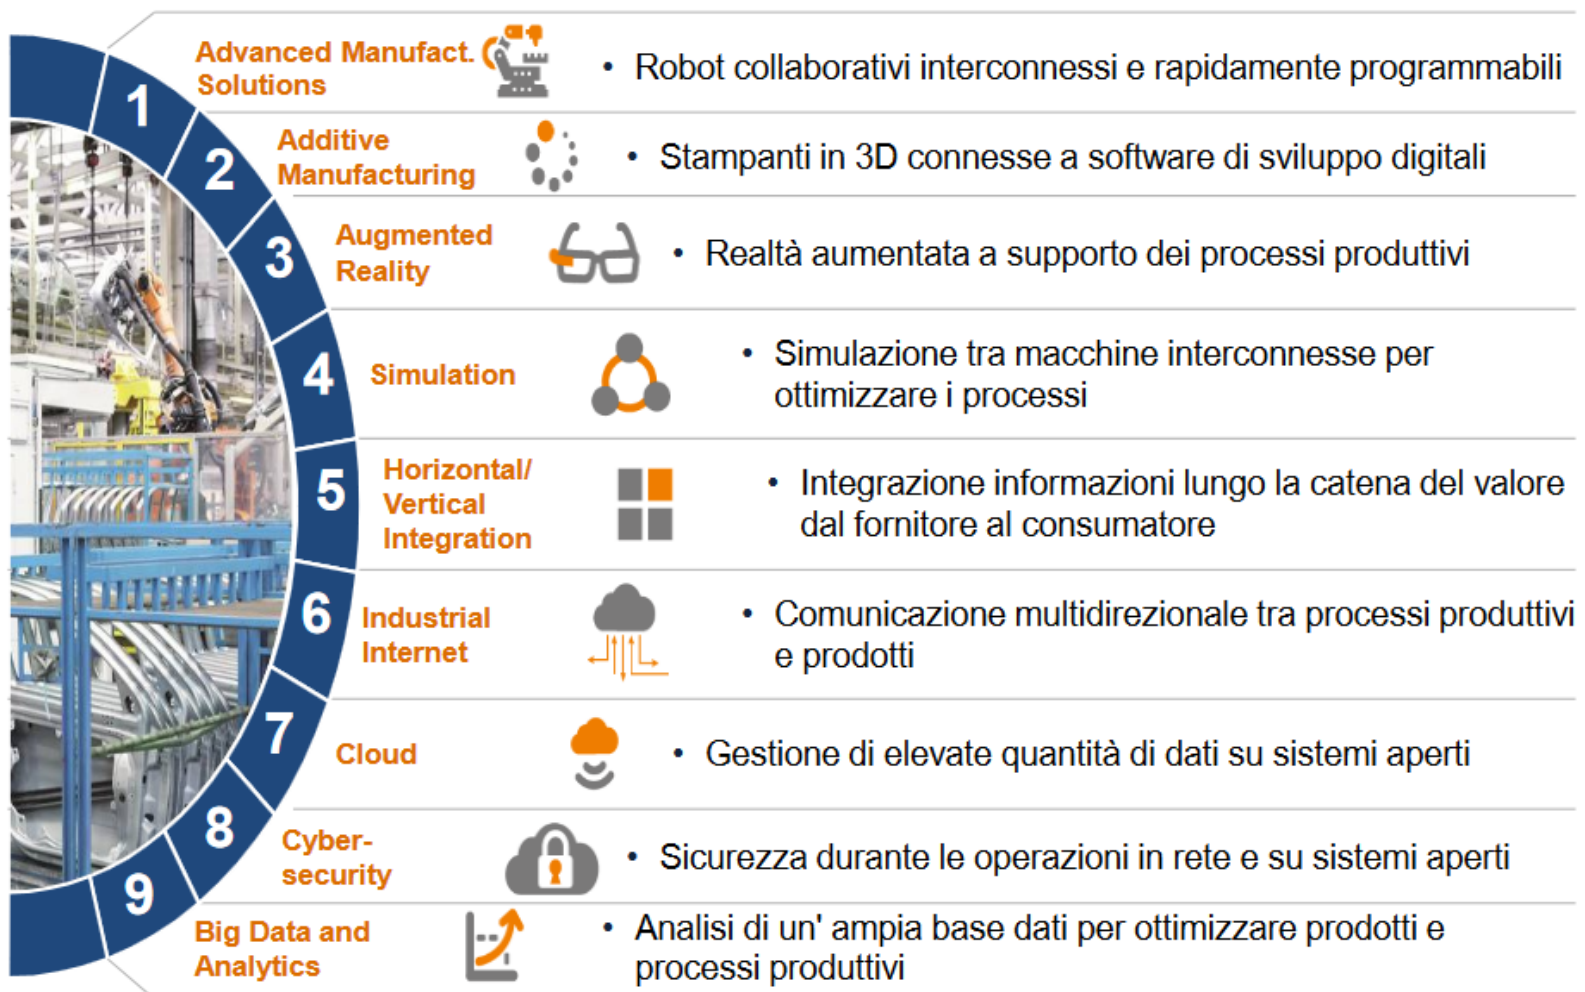 1
Advanced Manufact.
Solutions
• Robot collaborativi interconnessi e rapidamente programmabili
2
Additive
Manufacturing
• Stampanti in 3D connesse a software di sviluppo digitali
3
Augmented
Reality
• Realtà aumentata a supporto dei processi produttivi
4
Simulation
• Simulazione tra macchine interconnesse per
ottimizzare i processi
5
Horizontal/
Vertical
Integration
• Integrazione informazioni lungo la catena del valore
dal fornitore al consumatore
6
Industrial
Internet
• Comunicazione multidirezionale tra processi produttivi
e prodotti
7
Cloud
• Gestione di elevate quantità di dati su sistemi aperti
8
Cyber-
security
• Sicurezza durante le operazioni in rete e su sistemi aperti
9
Big Data and
Analytics
• Analisi di un' ampia base dati per ottimizzare prodotti e
processi produttivi